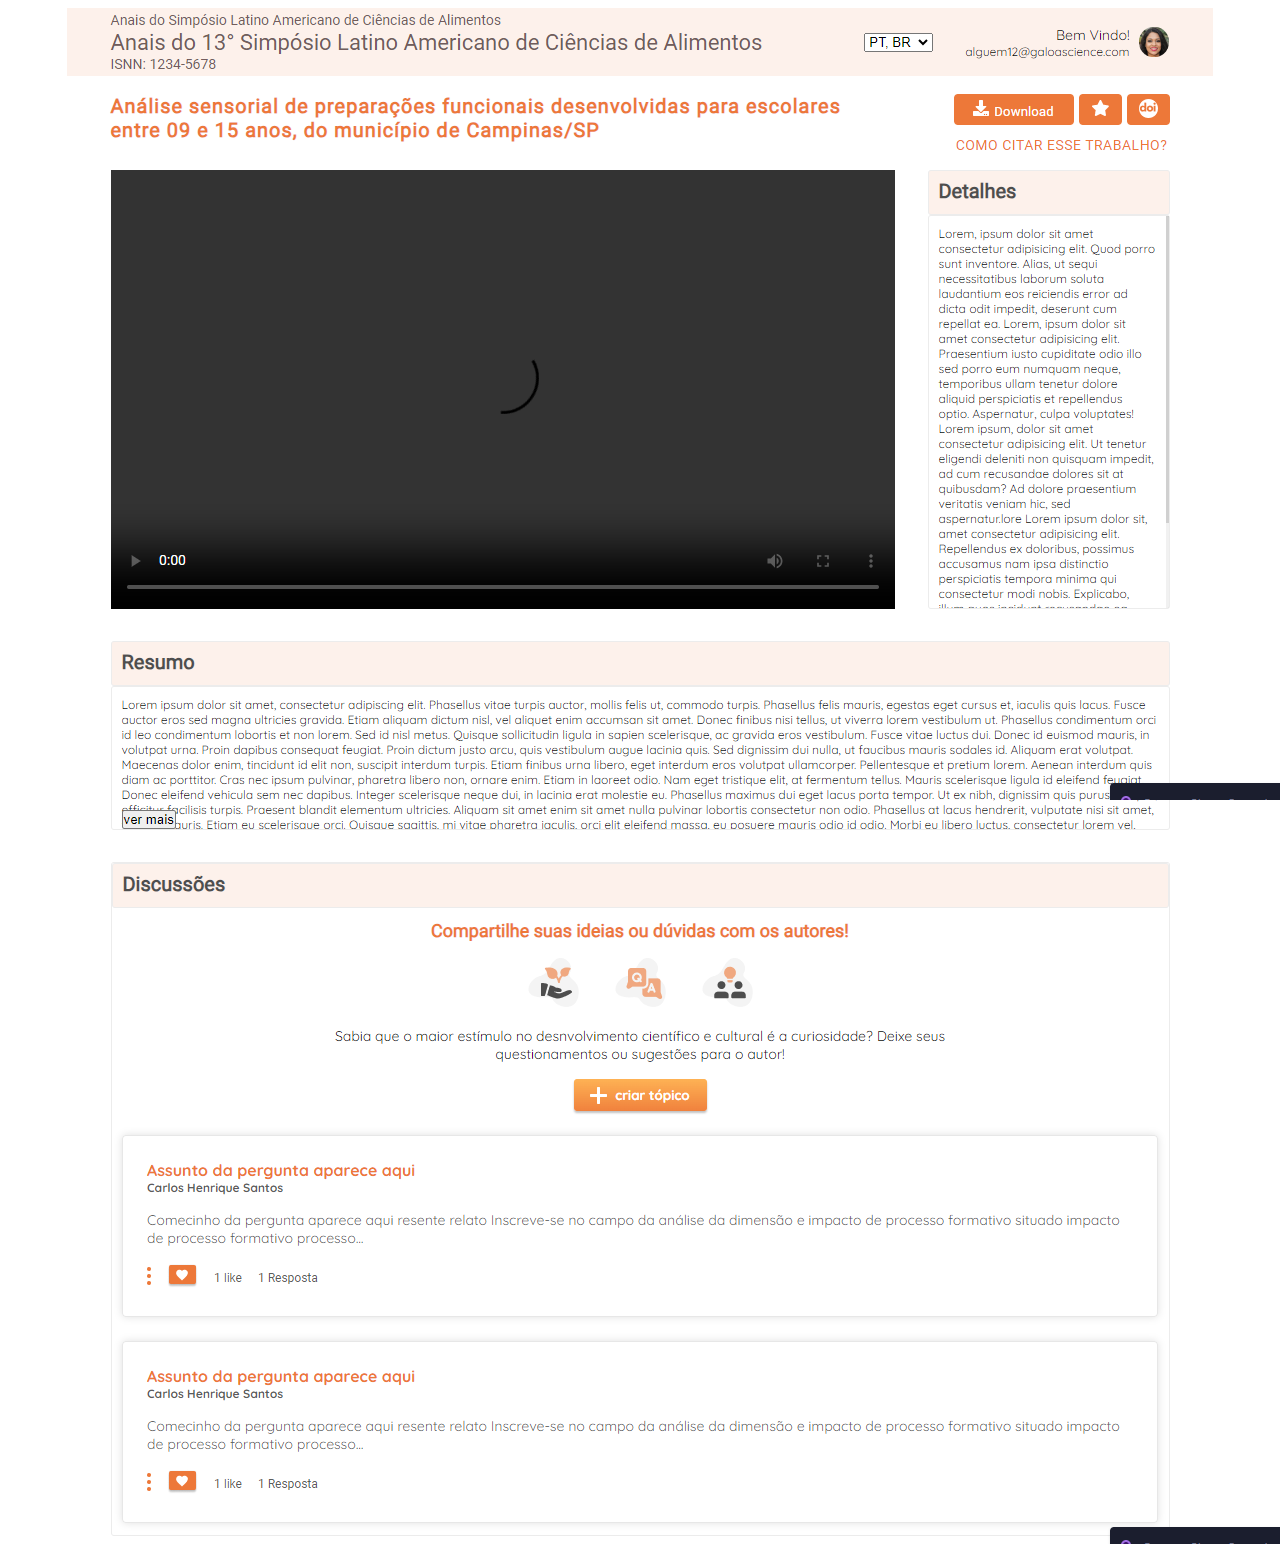 Anais do Simpósio Latino Americano de Ciências de Alimentos
Anais do 13° Simpósio Latino Americano de Ciências de Alimentos
ISNN: 1234-5678
PT, BR
Bem Vindo!
alguem12@galoascience.com
Análise sensorial de preparações funcionais desenvolvidas para escolares
entre 09 e 15 anos, do município de Campinas/SP
Download
doi
COMO CITAR ESSE TRABALHO?
0:00
Detalhes
Lorem, ipsum dolor sit amet
consectetur adipisicing elit. Quod porro
sunt inventore. Alias, ut sequi
necessitatibus laborum soluta
laudantium eos reiciendis error ad
dicta odit impedit, deserunt cum
repellat ea. Lorem, ipsum dolor sit
amet consectetur adipisicing elit.
Praesentium iusto cupiditate odio illo
sed porro eum numquam neque,
temporibus ullam tenetur dolore
aliquid perspiciatis et repellendus
optio. Aspernatur, culpa voluptates!
Lorem ipsum, dolor sit amet
consectetur adipisicing elit. Ut tenetur
eligendi deleniti non quisquam impedit,
ad cum recusandae dolores sit at
quibusdam? Ad dolore praesentium
veritatis veniam hic, sed
aspernatur.lore Lorem ipsum dolor sit,
amet consectetur adipisicing elit.
Repellendus ex doloribus, possimus
accusamus nam ipsa distinctio
perspiciatis tempora minima qui
consectetur modi nobis. Explicabo,
Resumo
Lorem ipsum dolor sit amet, consectetur adipiscing elit. Phasellus vitae turpis auctor, mollis felis ut, commodo turpis. Phasellus felis mauris, egestas eget cursus et, iaculis quis lacus. Fusce
auctor eros sed magna ultricies gravida. Etiam aliquam dictum nisl, vel aliquet enim accumsan sit amet. Donec finibus nisi tellus, ut viverra lorem vestibulum ut. Phasellus condimentum orci
id leo condimentum lobortis et non lorem. Sed id nisl metus. Quisque sollicitudin ligula in sapien scelerisque, ac gravida eros vestibulum. Fusce vitae luctus dui. Donec id euismod mauris, in
volutpat urna. Proin dapibus consequat feugiat. Proin dictum justo arcu, quis vestibulum augue lacinia quis. Sed dignissim dui nulla, ut faucibus mauris sodales id. Aliquam erat volutpat.
Maecenas dolor enim, tincidunt id elit non, suscipit interdum turpis. Etiam finibus urna libero, eget interdum eros volutpat ullamcorper. Pellentesque et pretium lorem. Aenean interdum quis
diam ac porttitor. Cras nec ipsum pulvinar, pharetra libero non, ornare enim. Etiam in laoreet odio. Nam eget tristique elit, at fermentum tellus. Mauris scelerisque ligula id eleifend feugiat.
Donec eleifend vehicula sem nec dapibus. Integer scelerisque neque dui, in lacinia erat molestie eu. Phasellus maximus dui eget lacus porta tempor. Ut ex nibh, dignissim quis purus
efficitur facilisis turpis. Praesent blandit elementum ultricies. Aliquam sit amet enim sit amet nulla pulvinar lobortis consectetur non odio. Phasellus at lacus hendrerit, vulputate nisi sit amet,
ver mais mauris. Etiam eu scelerisque orci. Quisque sagittis, mi vitae pharetra iaculis, orci elit eleifend massa, eu posuere mauris odio id odio. Morbi eu libero luctus, consectetur lorem vel,
Discussões
Compartilhe suas ideias ou dúvidas com os autores!
Q
A
Sabia que o maior estímulo no desnvolvimento científico e cultural é a curiosidade? Deixe seus
questionamentos ou sugestões para o autor!
criar tópico
Assunto da pergunta aparece aqui
Carlos Henrique Santos
Comecinho da pergunta aparece aqui resente relato Inscreve-se no campo da análise da dimensão e impacto de processo formativo situado impacto
de processo formativo processo...
1 like 1 Resposta
Assunto da pergunta aparece aqui
Carlos Henrique Santos
Comecinho da pergunta aparece aqui resente relato Inscreve-se no campo da análise da dimensão e impacto de processo formativo situado impacto
de processo formativo processo...
1 like 1 Resposta